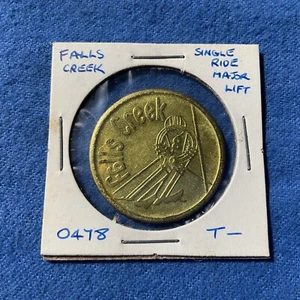 FALLS
CREEK
SINGLE
RIDE
MAJOR
LIFT
Falls Creek
0478
T-